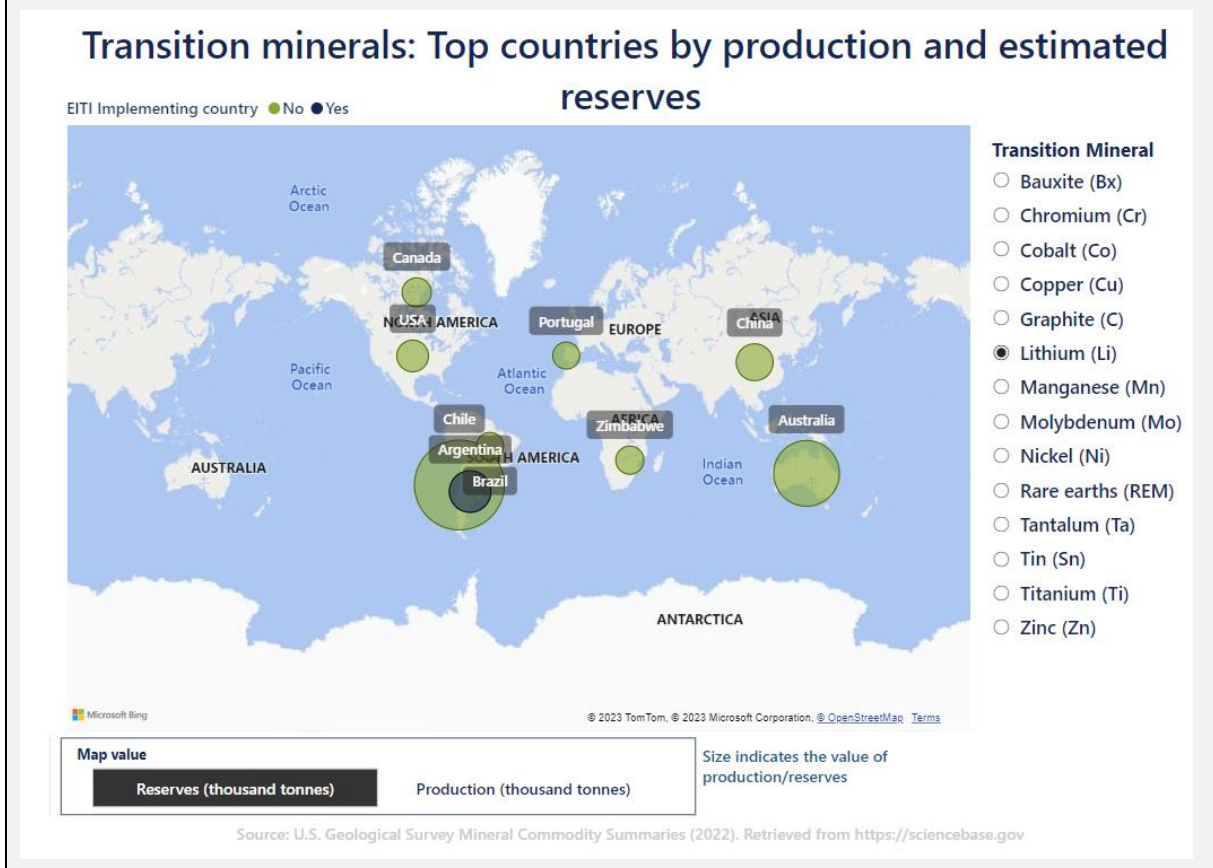 Transition minerals: Top countries by production and estimated
reserves
EITI Implementing country No Yes
Arctic
Ocean
Canada
USA
NORTH AMERICA
Portugal
EUROPE
China
ASIA
Pacific
Ocean
Atlantic
Ocean
Chile
AFRICA
Zimbabwe
Australia
Argentina
SOUTH AMERICA
Brazil
AUSTRALIA
Indian
Ocean
ANTARCTICA
Microsoft Bing
© 2023 TomTom, © 2023 Microsoft Corporation, © OpenStreetMap Terms
Transition Mineral
Bauxite (Bx)
Chromium (Cr)
Cobalt (Co)
Copper (Cu)
Graphite (C)
Lithium (Li)
Manganese (Mn)
Molybdenum (Mo)
Nickel (Ni)
Rare earths (REM)
Tantalum (Ta)
Tin (Sn)
Titanium (Ti)
Zinc (Zn)
Map value
Reserves (thousand tonnes) Production (thousand tonnes)
Size indicates the value of
production/reserves
Source: U.S. Geological Survey Mineral Commodity Summaries (2022). Retrieved from https://sciencebase.gov